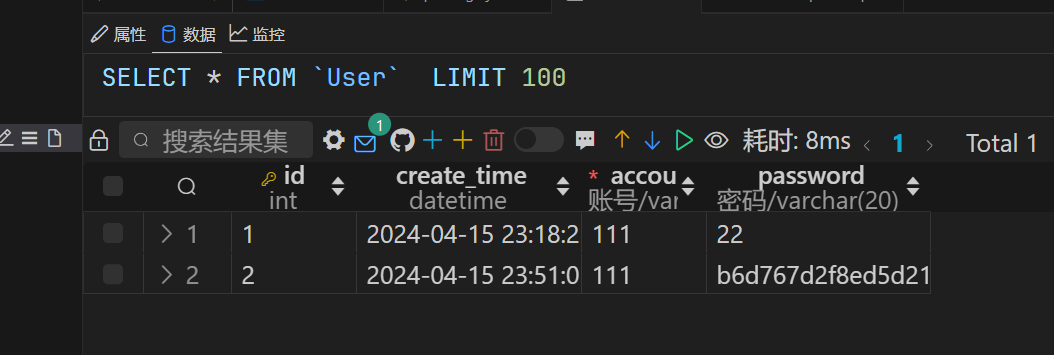 属性 数据 监控
SELECT * FROM `User` LIMIT 100
搜索结果集 1 耗时: 8ms 1 Total 1
id create_time * accou password
int datetime 账号/var 密码/varchar(20)
1 1 2024-04-15 23:18:2 111 22
2 2 2024-04-15 23:51:0 111 b6d767d2f8ed5d21